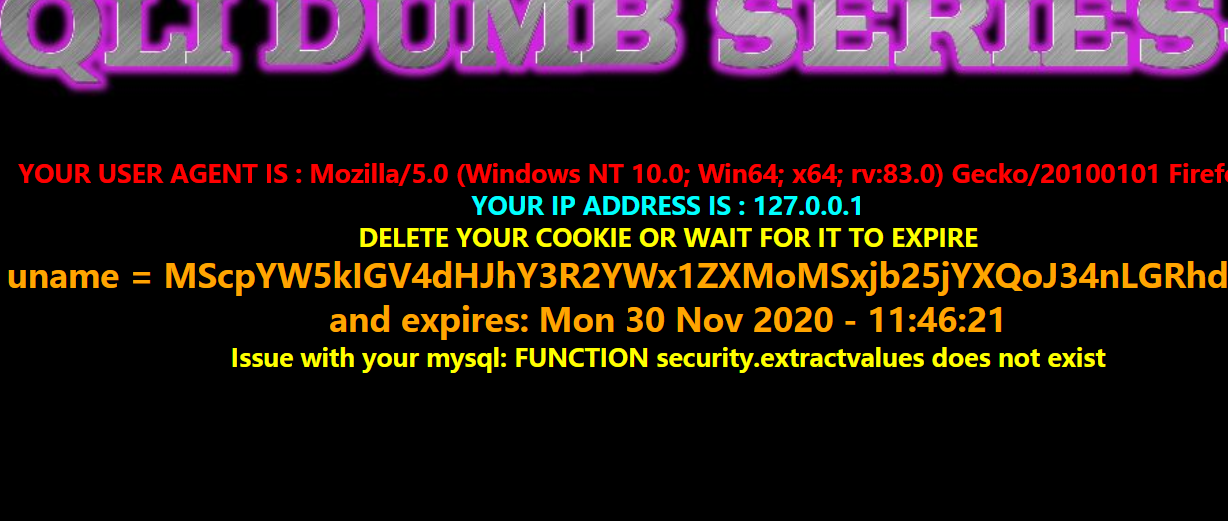 QLI DUMB SERIES-
YOUR USER AGENT IS : Mozilla/5.0 (Windows NT 10.0; Win64; x64; rv:83.0) Gecko/20100101 Firef
YOUR IP ADDRESS IS : 127.0.0.1
DELETE YOUR COOKIE OR WAIT FOR IT TO EXPIRE
uname = MScpYW5kIGV4dHJhY3R2YWx1ZXMoMSxjb25jYXQoJ34nLGRhd
and expires: Mon 30 Nov 2020 - 11:46:21
Issue with your mysql: FUNCTION security.extractvalues does not exist